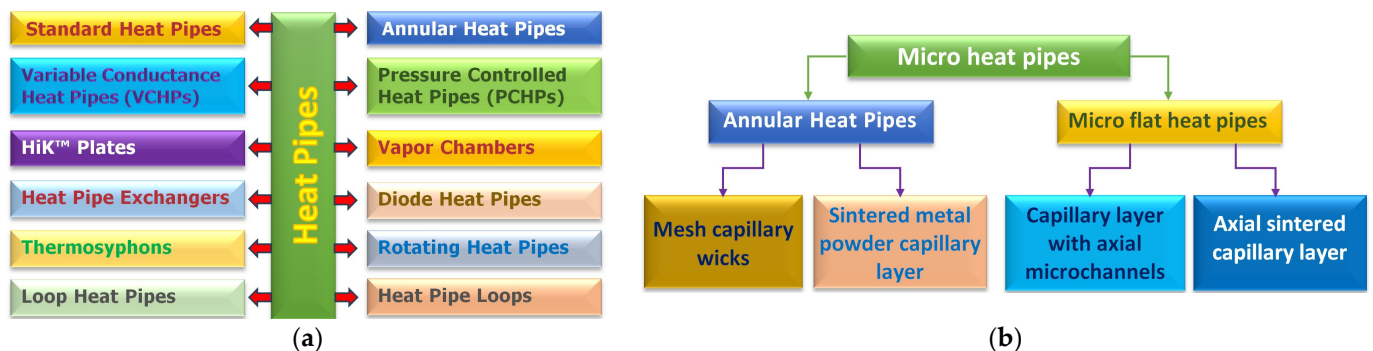 Standard Heat Pipes
Variable Conductance
Heat Pipes (VCHPs)
HiK™ Plates
Heat Pipe Exchangers
Thermosyphons
Loop Heat Pipes
Heat Pipes
Annular Heat Pipes
Pressure Controlled
Heat Pipes (PCHPs)
Vapor Chambers
Diode Heat Pipes
Rotating Heat Pipes
Heat Pipe Loops
(a)
Micro heat pipes
Annular Heat Pipes
Micro flat heat pipes
Mesh capillary
wicks
Sintered metal
powder capillary
layer
Capillary layer
with axial
microchannels
Axial sintered
capillary layer
(b)